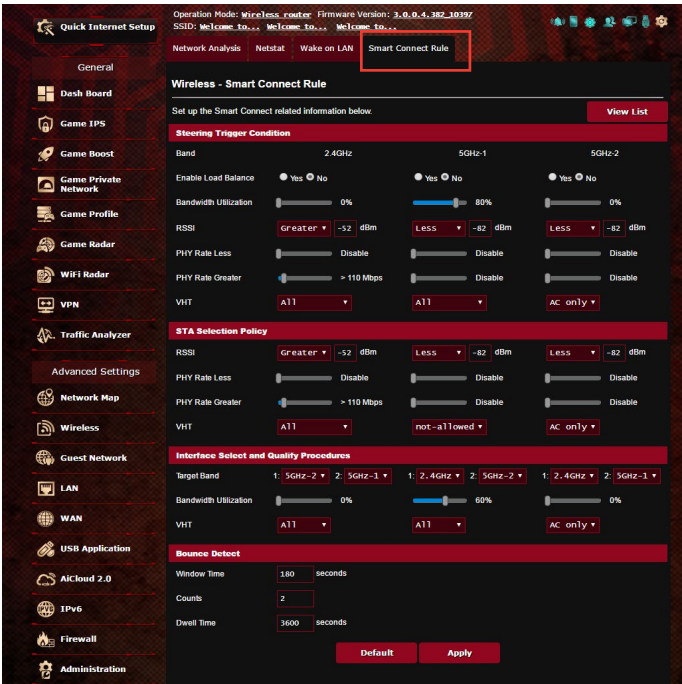 Quick Internet Setup
General
Dash Board
Game IPS
Game Boost
Game Private
Network
Game Profile
Game Radar
WiFi Radar
VPN
Traffic Analyzer
Advanced Settings
Network Map
Wireless
Guest Network
LAN
WAN
USB Application
AiCloud 2.0
IPv6
Firewall
Administration
Operation Mode: Wireless router Firmware Version: 3.0.0.4.382_10397
SSID: Welcome to... Welcome to... Welcome to...
Network Analysis Netstat Wake on LAN Smart Connect Rule
Wireless - Smart Connect Rule
Set up the Smart Connect related information below. View List
Steering Trigger Condition
Band 2.4GHz 5GHz-1 5GHz-2
Enable Load Balance Yes No Yes No Yes No
Bandwidth Utilization 0% 80% 0%
RSSI Greater -52 dBm Less -82 dBm Less -82 dBm
PHY Rate Less Disable Disable Disable
PHY Rate Greater > 110 Mbps Disable Disable
VHT All All AC only
STA Selection Policy
RSSI Greater -52 dBm Less -82 dBm Less -82 dBm
PHY Rate Less Disable Disable Disable
PHY Rate Greater > 110 Mbps Disable Disable
VHT All not-allowed AC only
Interface Select and Qualify Procedures
Target Band 1: 5GHz-2 2: 5GHz-1 1: 2.4GHz 2: 5GHz-2 1: 2.4GHz 2: 5GHz-1
Bandwidth Utilization 0% 60% 0%
VHT All All AC only
Bounce Detect
Window Time 180 seconds
Counts 2
Dwell Time 3600 seconds
Default Apply